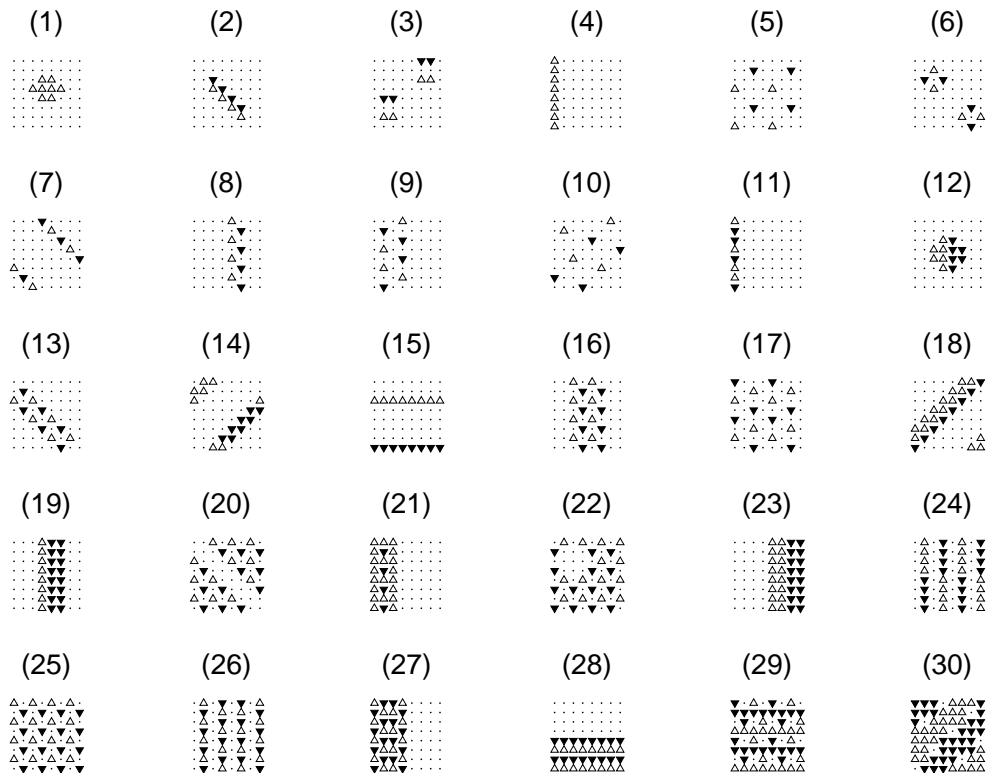 (1) (2) (3) (4) (5) (6)
(7) (8) (9) (10) (11) (12)
(13) (14) (15) (16) (17) (18)
(19) (20) (21) (22) (23) (24)
(25) (26) (27) (28) (29) (30)